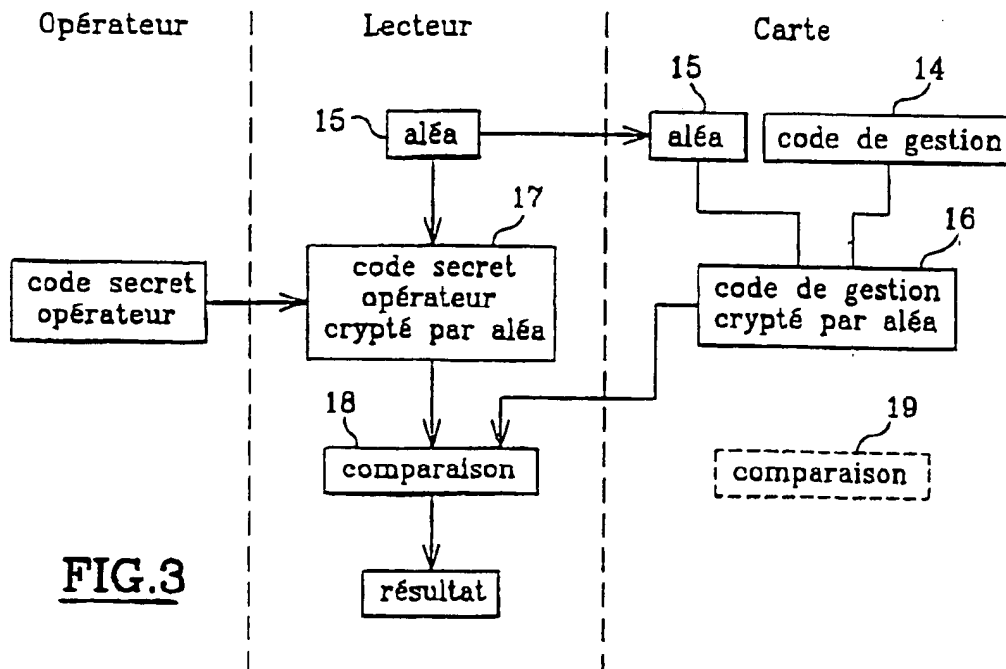 Opérateur
Lecteur
Carte
15
aléa
15
aléa
14
code de gestion
17
16
code secret
opérateur
code secret
opérateur
crypté par aléa
code de gestion
crypté par aléa
18
comparaison
19
comparaison
résultat
FIG.3